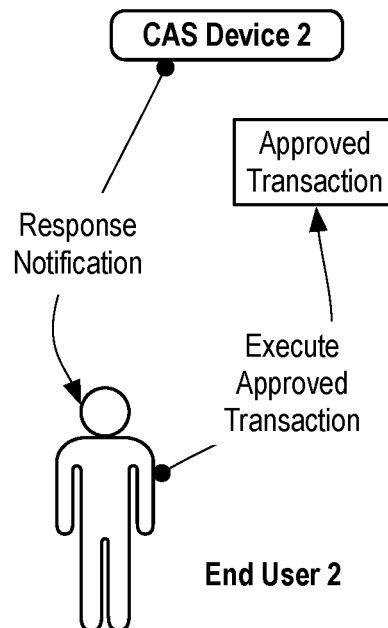 CAS Device 2
Approved
Transaction
Response
Notification
Execute
Approved
Transaction
End User 2